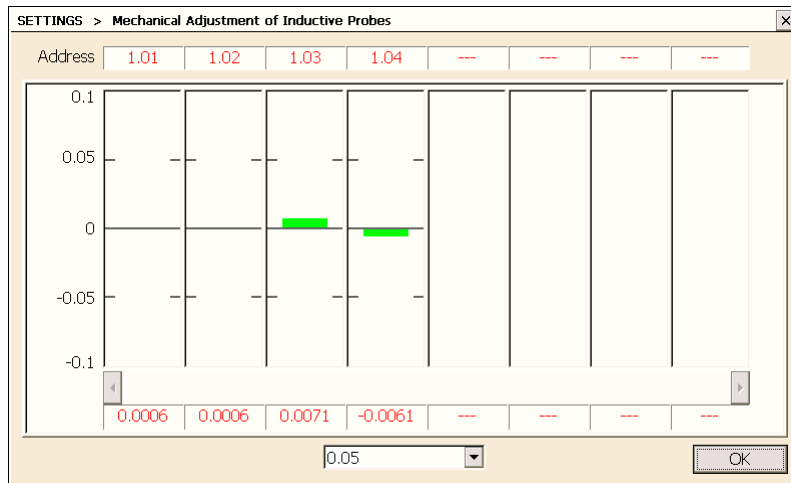 SETTINGS > Mechanical Adjustment of Inductive Probes
Address 1.01 1.02 1.03 1.04 --- --- --- ---
0.1
0.05
0
-0.05
-0.1
0.0006 0.0006 0.0071 -0.0061 --- --- --- ---
0.05
OK